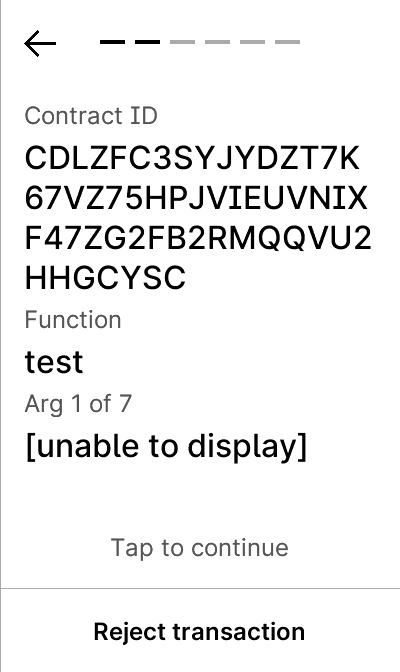 Contract ID
CDLZFC3SYJYDZT7K
67VZ75HPJVIEUVNIX
F47ZG2FB2RMQQVU2
HHGCYSC
Function
test
Arg 1 of 7
[unable to display]
Tap to continue
Reject transaction